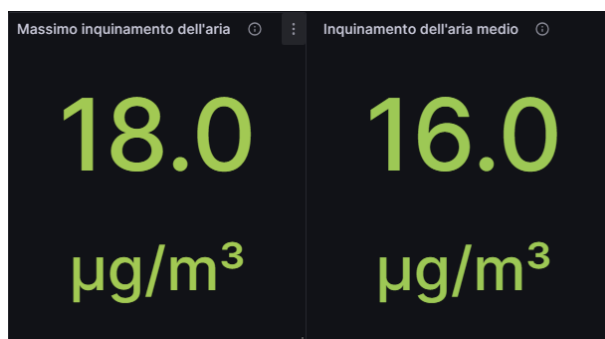 Massimo inquinamento dell'aria
18.0
µg/m³
Inquinamento dell'aria medio
16.0
µg/m³